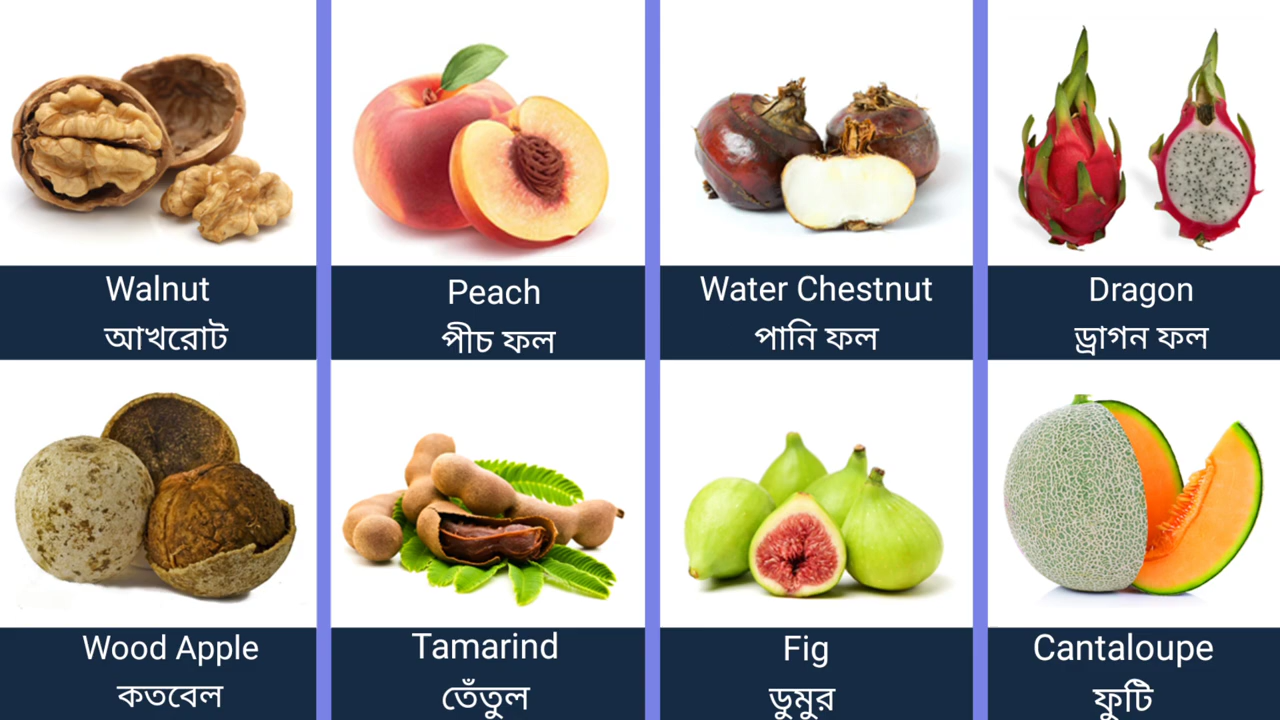 Walnut
আখরোট
Peach
পীচ ফল
Water Chestnut
পানি ফল
Dragon
ড্রাগন ফল
Wood Apple
কতবেল
Tamarind
তেঁতুল
Fig
ডুমুর
Cantaloupe
ফুটি